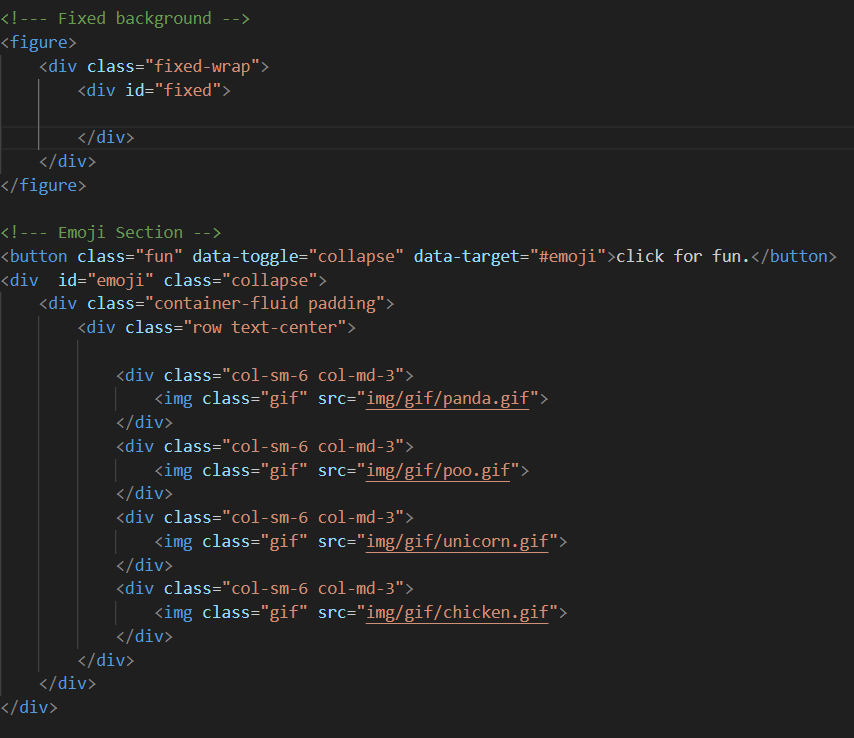 <!--- Fixed background -->
<figure>
    <div class="fixed-wrap">
        <div id="fixed">

        </div>
    </div>
</figure>

<!--- Emoji Section -->
<button class="fun" data-toggle="collapse" data-target="#emoji">click for fun.</button>
<div  id="emoji" class="collapse">
    <div class="container-fluid padding">
        <div class="row text-center">

            <div class="col-sm-6 col-md-3">
                <img class="gif" src="img/gif/panda.gif">
            </div>
            <div class="col-sm-6 col-md-3">
                <img class="gif" src="img/gif/poo.gif">
            </div>
            <div class="col-sm-6 col-md-3">
                <img class="gif" src="img/gif/unicorn.gif">
            </div>
            <div class="col-sm-6 col-md-3">
                <img class="gif" src="img/gif/chicken.gif">
            </div>
        </div>
    </div>
</div>